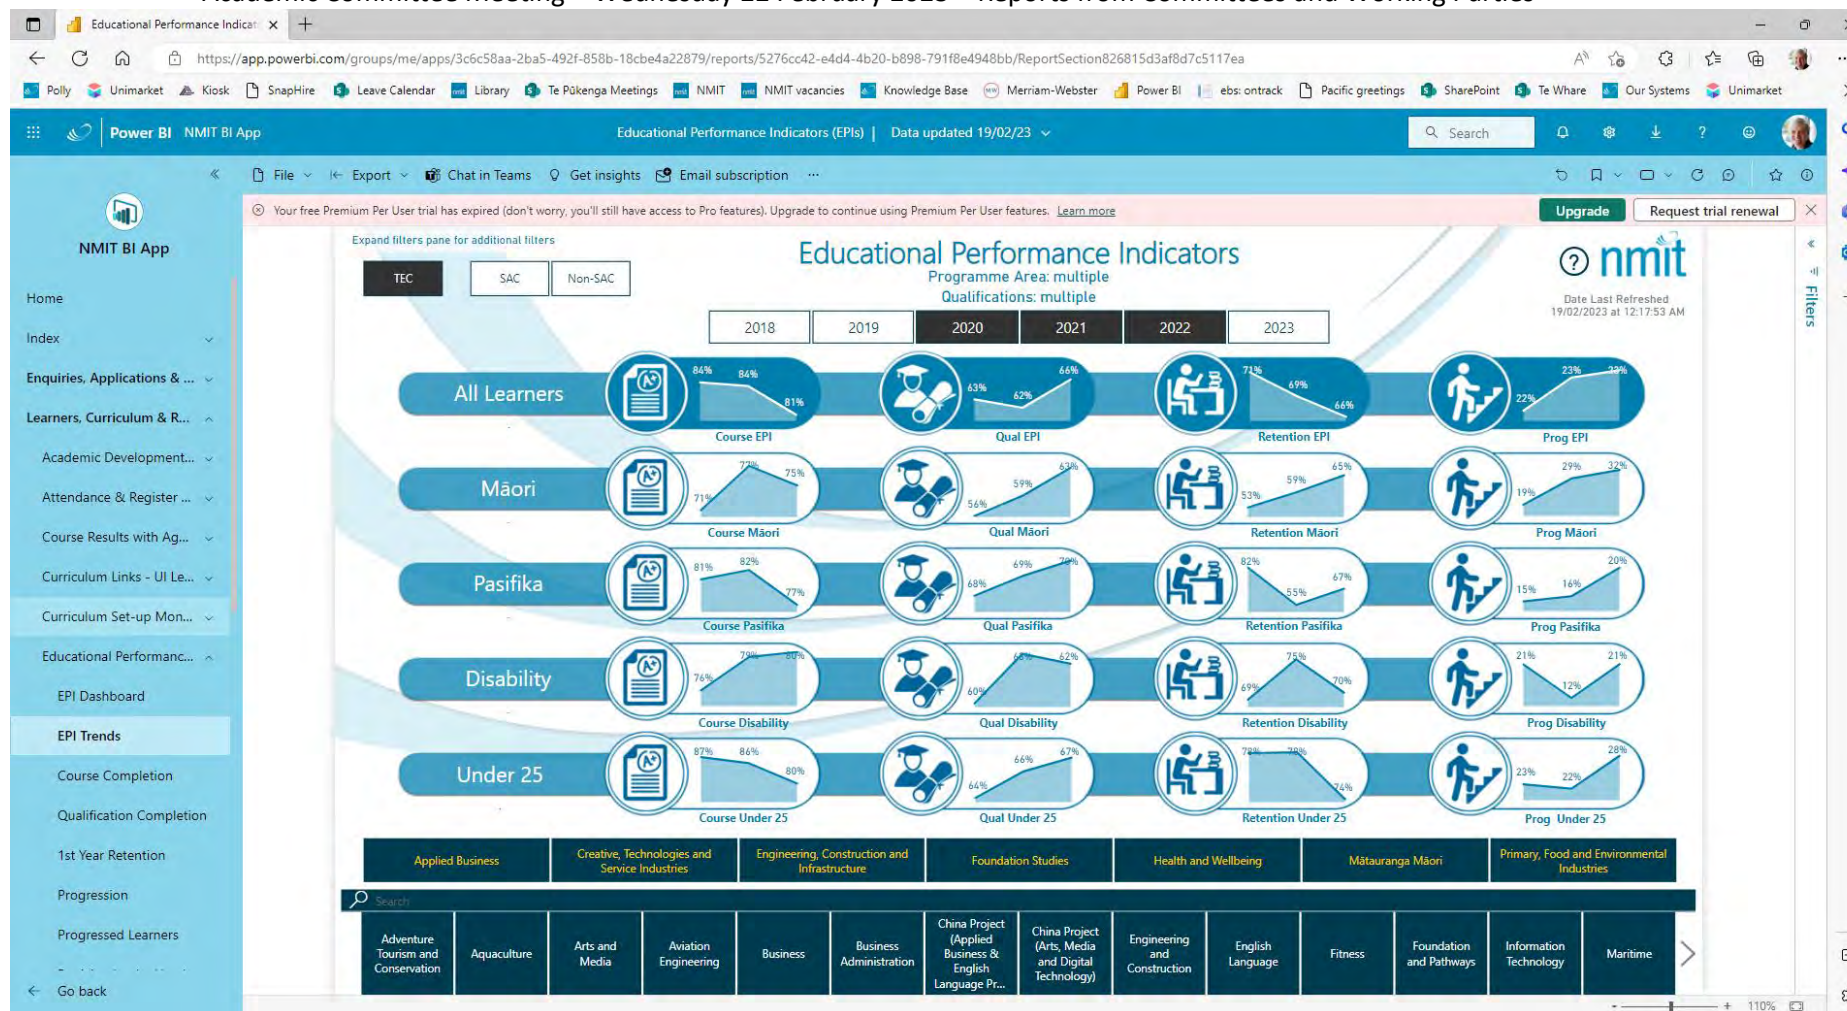 Academic Committee Meeting – Wednesday 22 February 2023 – Reports from Committees and Working Parties
Educational Performance Indicat
https://app.powerbi.com/groups/me/apps/3c6c58aa-2ba5-492f-858b-18cbe4a22879/reports/5276cc42-e4d4-4b20-b898-791f8e4948bb/ReportSection826815d3af8d7c5117ea
Polly Unimarket Kiosk SnapHire Leave Calendar Library Te Pūkenga Meetings NMIT NMIT vacancies Knowledge Base Merriam-Webster Power BI ebs: ontrack Pacific greetings SharePoint Te Whare Our Systems Unimarket
Power BI NMIT BI App
Educational Performance Indicators (EPIs) | Data updated 19/02/23
Search
File Export Chat in Teams Get insights Email subscription ...
Your free Premium Per User trial has expired (don't worry, you'll still have access to Pro features). Upgrade to continue using Premium Per User features. Learn more
Upgrade Request trial renewal
NMIT BI App
Home
Index
Enquiries, Applications & ...
Learners, Curriculum & R...
Academic Development...
Attendance & Register ...
Course Results with Ag...
Curriculum Links - UI Le...
Curriculum Set-up Mon...
Educational Performanc...
EPI Dashboard
EPI Trends
Course Completion
Qualification Completion
1st Year Retention
Progression
Progressed Learners
Go back
Expand filters pane for additional filters
TEC SAC Non-SAC
Educational Performance Indicators
Programme Area: multiple
Qualifications: multiple
2018 2019 2020 2021 2022 2023
nmit
Date Last Refreshed
19/02/2023 at 12:17:53 AM
Filters
All Learners
84% 84% 81%
Course EPI
63% 62% 66%
Qual EPI
71% 69% 66%
Retention EPI
22% 23% 23%
Prog EPI
Māori
71% 77% 75%
Course Māori
56% 59% 63%
Qual Māori
53% 59% 65%
Retention Māori
19% 29% 32%
Prog Māori
Pasifika
81% 82% 77%
Course Pasifika
68% 69%
Qual Pasifika
82% 55% 67%
Retention Pasifika
15% 16% 20%
Prog Pasifika
Disability
76% 79% 80%
Course Disability
60% 62%
Qual Disability
69% 75% 70%
Retention Disability
21% 12% 21%
Prog Disability
Under 25
87% 86% 80%
Course Under 25
64% 66% 67%
Qual Under 25
78% 78% 74%
Retention Under 25
23% 22% 28%
Prog Under 25
Applied Business
Creative, Technologies and
Service Industries
Engineering, Construction and
Infrastructure
Foundation Studies
Health and Wellbeing
Mātauranga Māori
Primary, Food and Environmental
Industries
Search
Adventure
Tourism and
Conservation
Aquaculture
Arts and
Media
Aviation
Engineering
Business
Business
Administration
China Project
(Applied
Business &
English
Language Pr...
China Project
(Arts, Media
and Digital
Technology)
Engineering
and
Construction
English
Language
Fitness
Foundation
and Pathways
Information
Technology
Maritime
110%